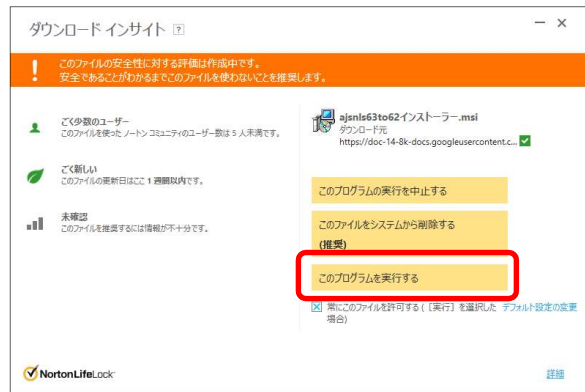 ダウンロード インサイト ?
このファイルの安全性に対する評価は作成中です。
安全であることがわかるまでこのファイルを使わないことを推奨します。
ごく少数のユーザー
このファイルを使った ノートン コミュニティのユーザー数は 5 人未満です。
ごく新しい
このファイルの更新日はここ 1 週間以内です。
未確認
このファイルを推奨するには情報が不十分です。
ajsnls63to62インストーラー.msi
ダウンロード元
https://doc-14-8k-docs.googleusercontent.c...
このプログラムの実行を中止する
このファイルをシステムから削除する
(推奨)
このプログラムを実行する
常にこのファイルを許可する (［実行］を選択した 場合)
デフォルト設定の変更
NortonLifeLock
詳細